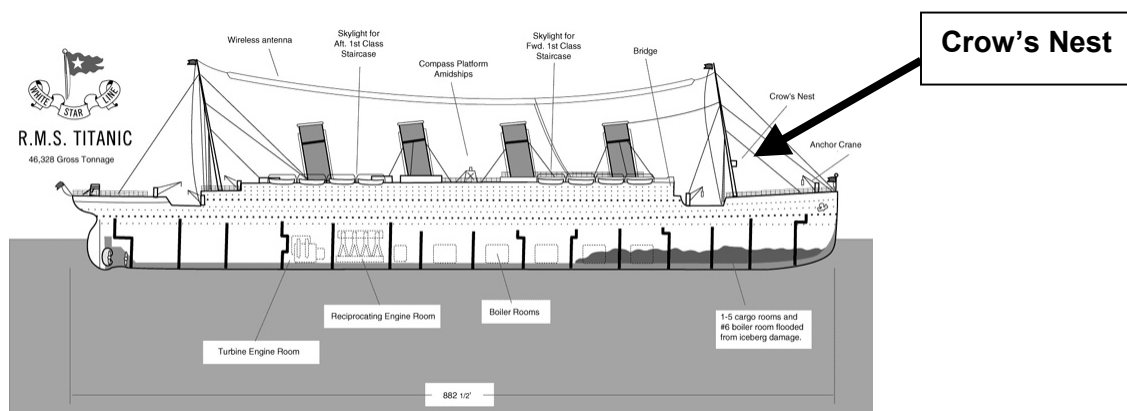 Crow’s Nest
Wireless antenna
Skylight for
Aft. 1st Class
Staircase
Compass Platform
Amidships
Skylight for
Fwd. 1st Class
Staircase
Bridge
Crow's Nest
Anchor Crane
WHITE
STAR
LINE
R.M.S. TITANIC
46,328 Gross Tonnage
Turbine Engine Room
Reciprocating Engine Room
Boiler Rooms
1-5 cargo rooms and
#6 boiler room flooded
from iceberg damage.
882 1/2'